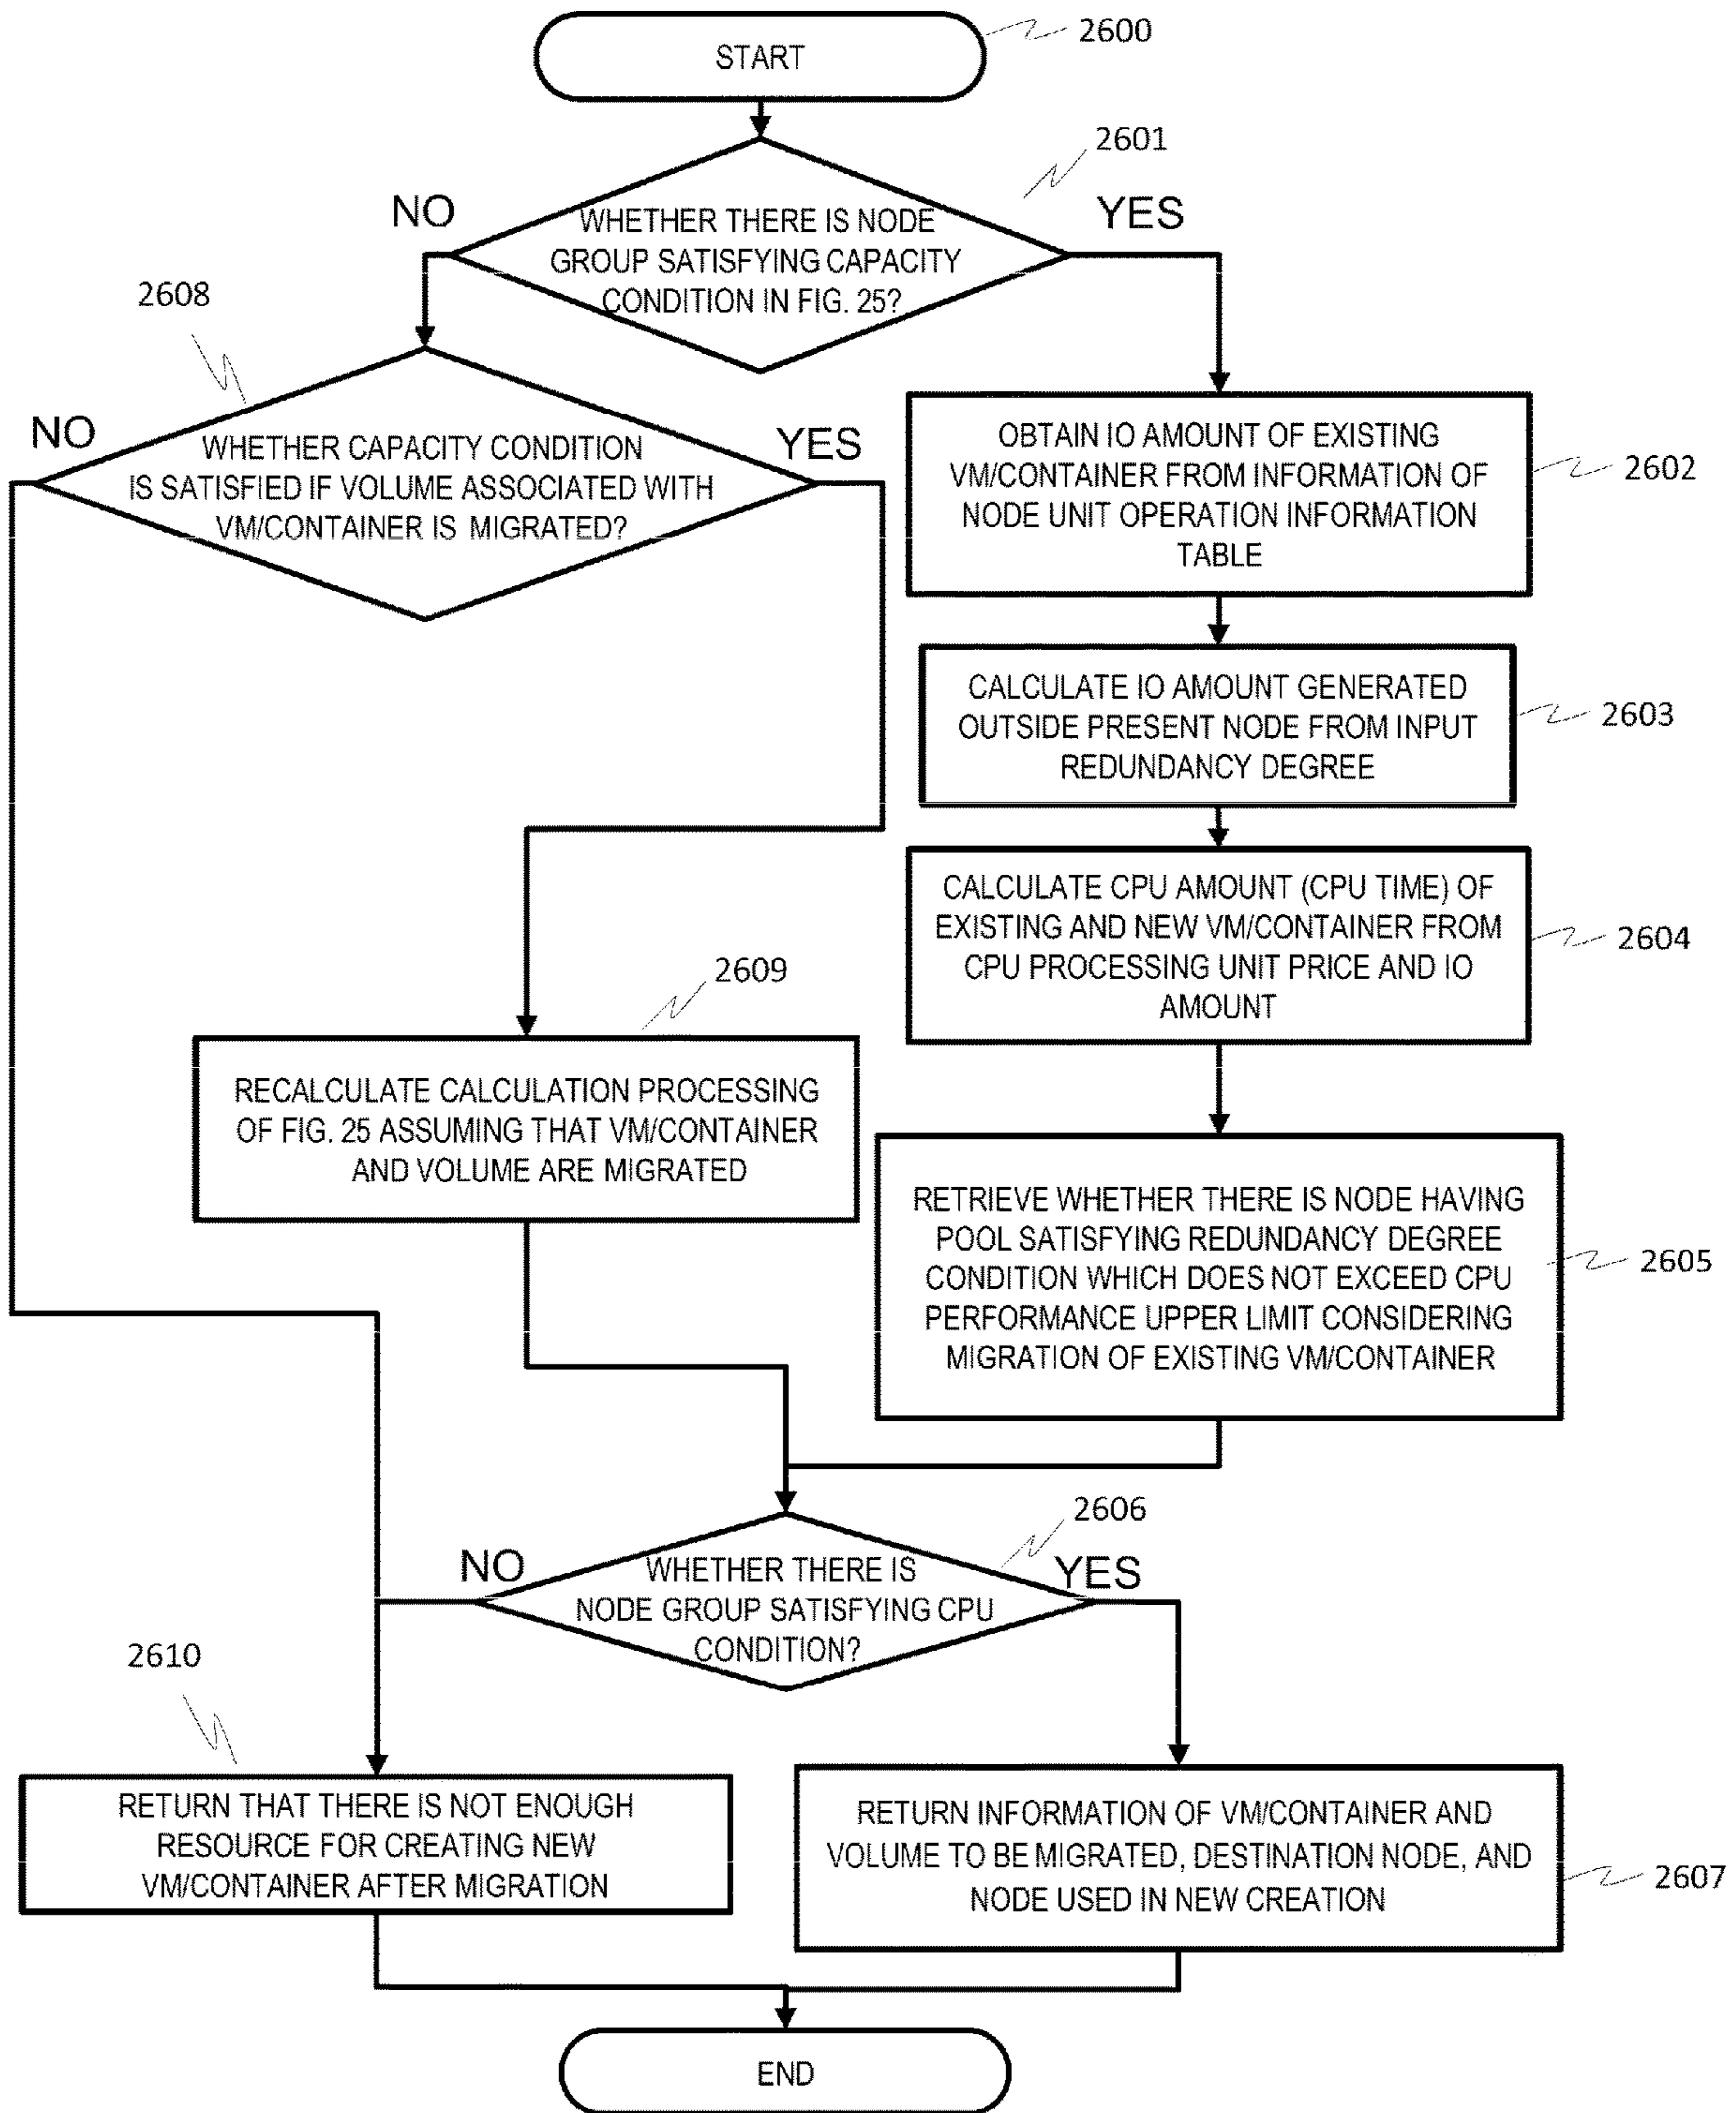 START
2600
2601
NO
YES
WHETHER THERE IS NODE
GROUP SATISFYING CAPACITY
CONDITION IN FIG. 25?
2608
NO
YES
WHETHER CAPACITY CONDITION
IS SATISFIED IF VOLUME ASSOCIATED WITH
VM/CONTAINER IS MIGRATED?
OBTAIN IO AMOUNT OF EXISTING
VM/CONTAINER FROM INFORMATION OF
NODE UNIT OPERATION INFORMATION
TABLE
2602
CALCULATE IO AMOUNT GENERATED
OUTSIDE PRESENT NODE FROM INPUT
REDUNDANCY DEGREE
2603
CALCULATE CPU AMOUNT (CPU TIME) OF
EXISTING AND NEW VM/CONTAINER FROM
CPU PROCESSING UNIT PRICE AND IO
AMOUNT
2604
2609
RECALCULATE CALCULATION PROCESSING
OF FIG. 25 ASSUMING THAT VM/CONTAINER
AND VOLUME ARE MIGRATED
RETRIEVE WHETHER THERE IS NODE HAVING
POOL SATISFYING REDUNDANCY DEGREE
CONDITION WHICH DOES NOT EXCEED CPU
PERFORMANCE UPPER LIMIT CONSIDERING
MIGRATION OF EXISTING VM/CONTAINER
2605
2606
NO
YES
WHETHER THERE IS
NODE GROUP SATISFYING CPU
CONDITION?
2610
RETURN THAT THERE IS NOT ENOUGH
RESOURCE FOR CREATING NEW
VM/CONTAINER AFTER MIGRATION
RETURN INFORMATION OF VM/CONTAINER AND
VOLUME TO BE MIGRATED, DESTINATION NODE, AND
NODE USED IN NEW CREATION
2607
END